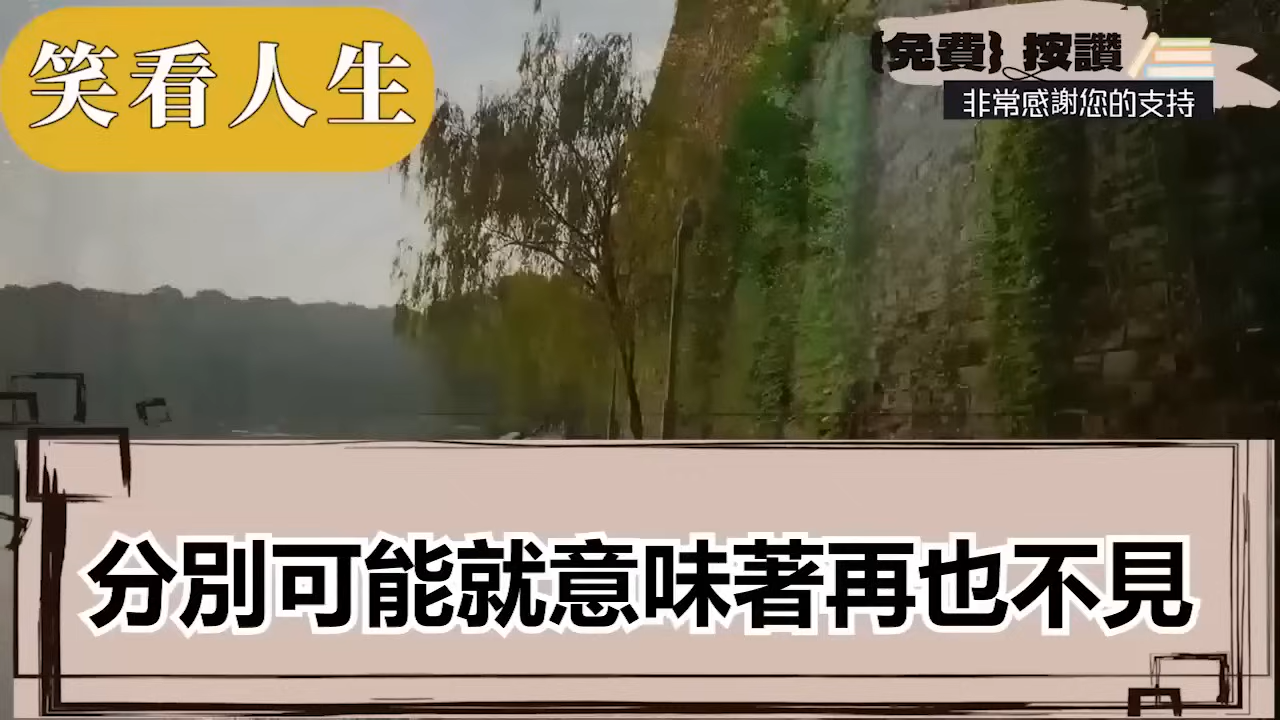 笑看人生
{免費} 按讚
非常感謝您的支持
分別可能就意味著再也不見